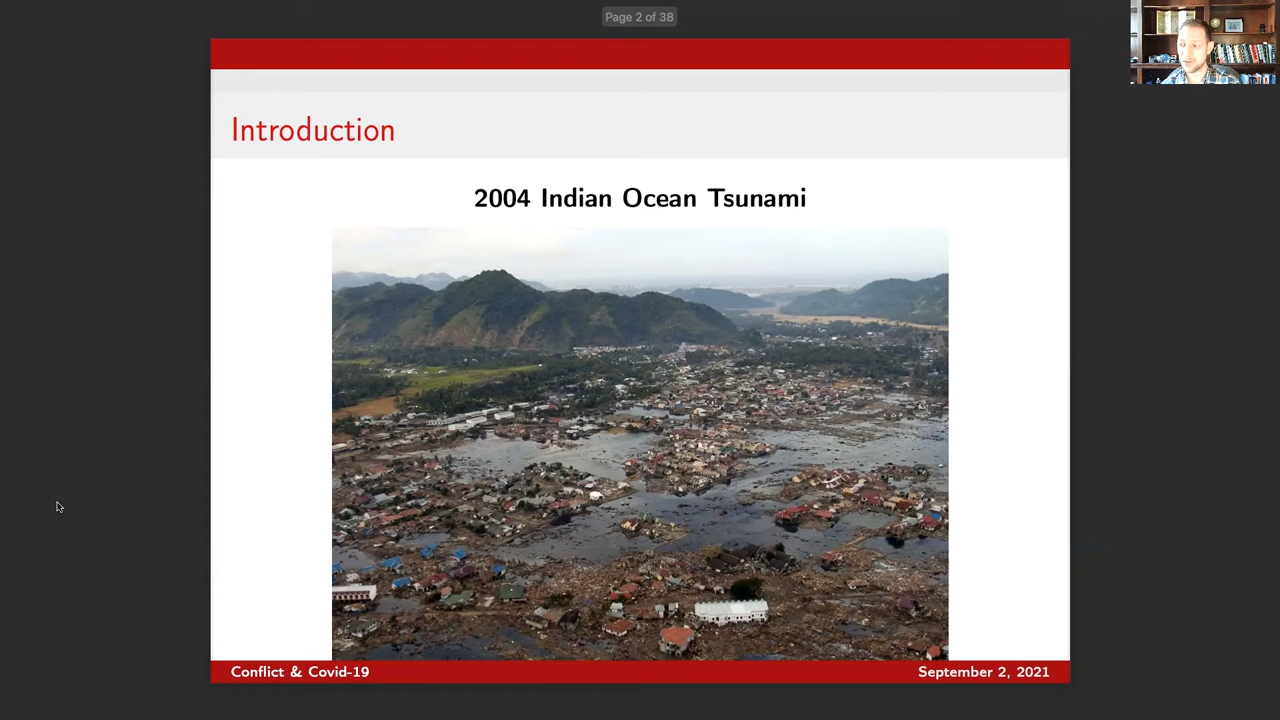 Page 2 of 38
Introduction
2004 Indian Ocean Tsunami
Conflict & Covid-19
September 2, 2021